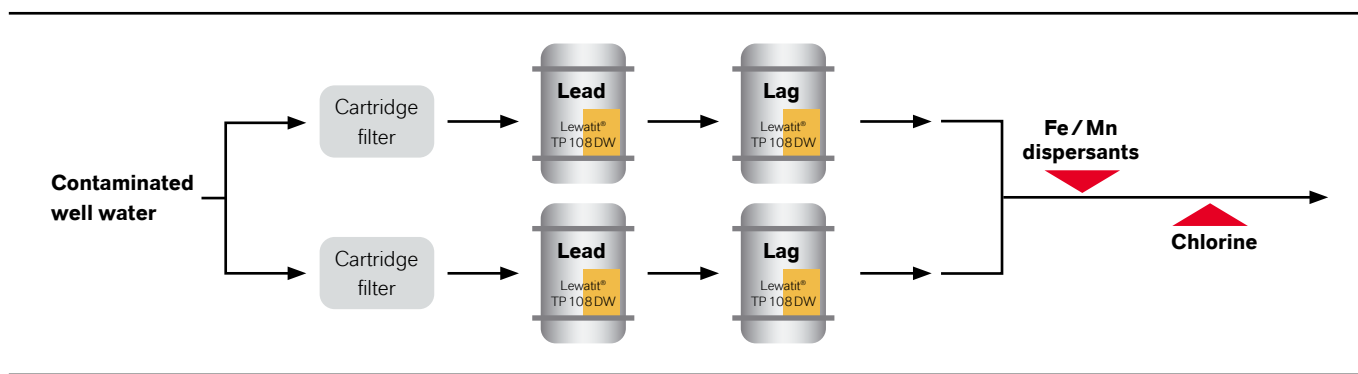 Contaminated
well water
Cartridge
filter
Lead
Lewatit®
TP 108 DW
Lag
Lewatit®
TP 108 DW
Cartridge
filter
Lead
Lewatit®
TP 108 DW
Lag
Lewatit®
TP 108 DW
Fe / Mn
dispersants
Chlorine